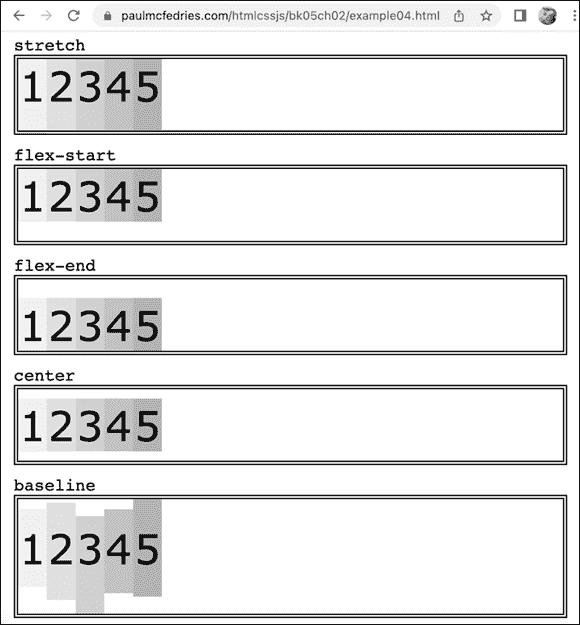 paulmcfedries.com/htmlcssjs/bk05ch02/example04.html
stretch
12345
flex-start
12345
flex-end
12345
center
12345
baseline
12345